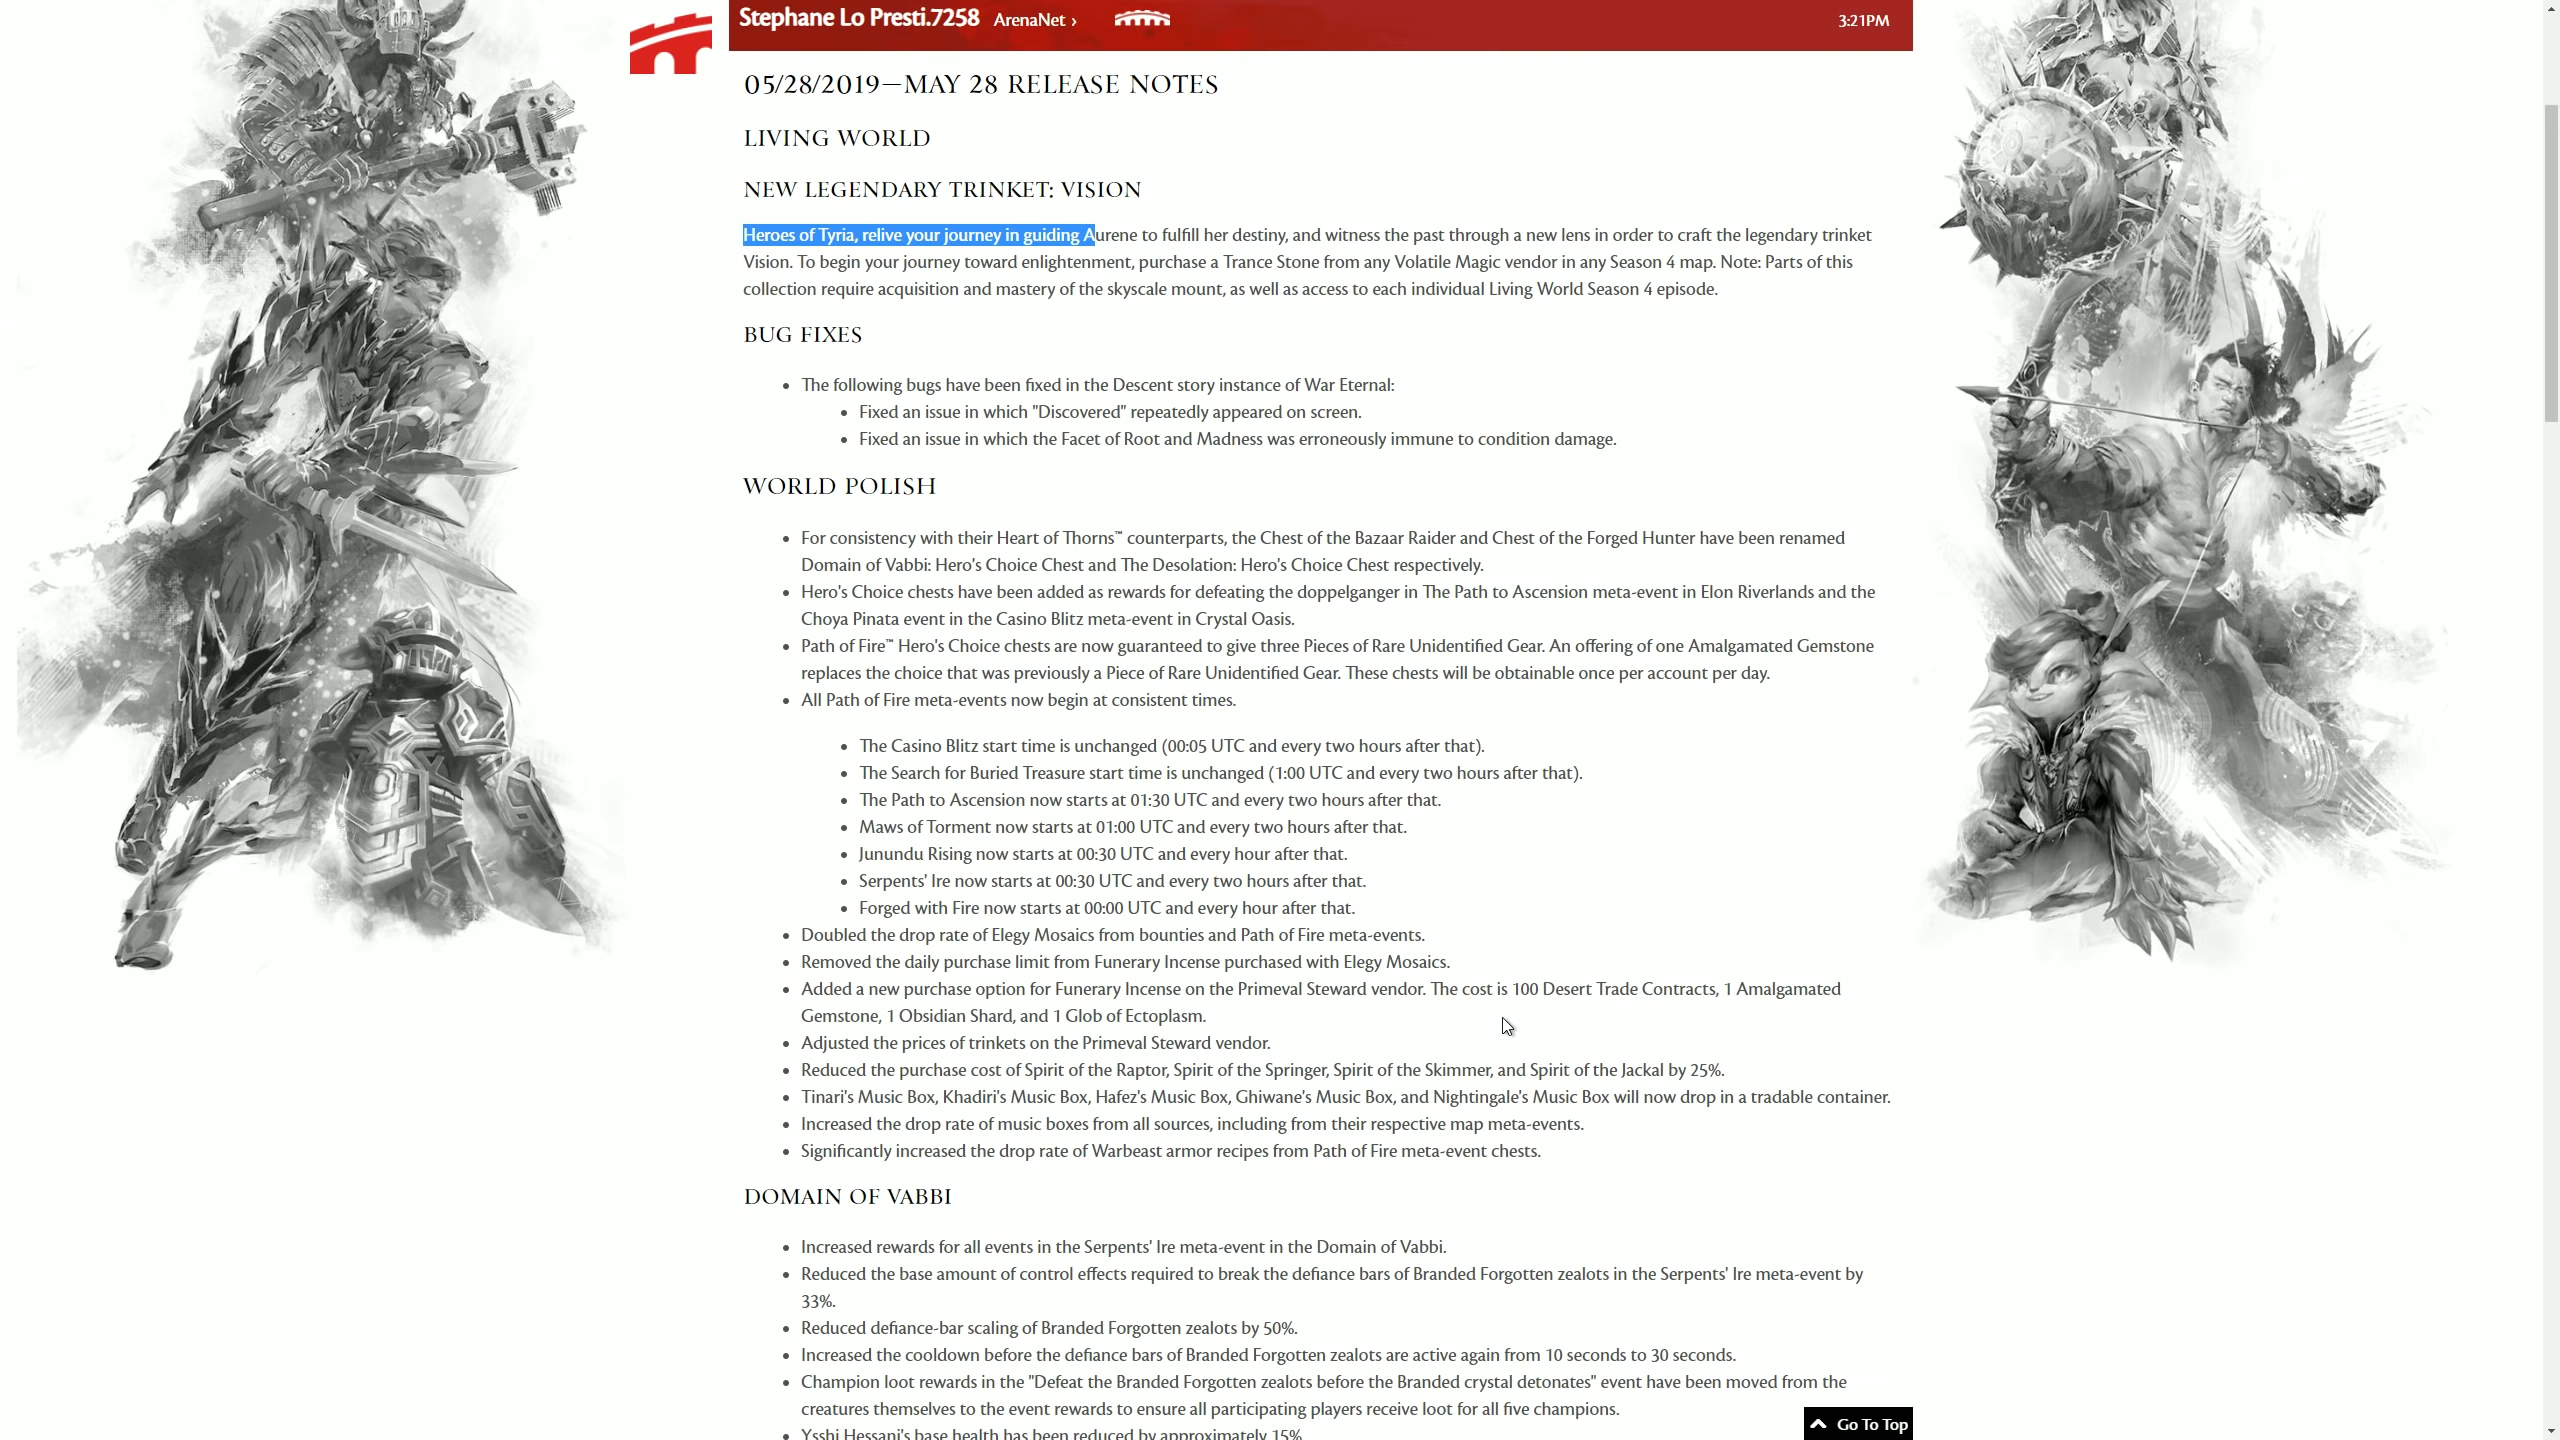 Stephane Lo Presti.7258 ArenaNet › 3:21PM
05/28/2019—MAY 28 RELEASE NOTES
LIVING WORLD
NEW LEGENDARY TRINKET: VISION
Heroes of Tyria, relive your journey in guiding Aurene to fulfill her destiny, and witness the past through a new lens in order to craft the legendary trinket
Vision. To begin your journey toward enlightenment, purchase a Trance Stone from any Volatile Magic vendor in any Season 4 map. Note: Parts of this
collection require acquisition and mastery of the skyscale mount, as well as access to each individual Living World Season 4 episode.
BUG FIXES
• The following bugs have been fixed in the Descent story instance of War Eternal:
• Fixed an issue in which "Discovered" repeatedly appeared on screen.
• Fixed an issue in which the Facet of Root and Madness was erroneously immune to condition damage.
WORLD POLISH
• For consistency with their Heart of Thorns™ counterparts, the Chest of the Bazaar Raider and Chest of the Forged Hunter have been renamed
Domain of Vabbi: Hero's Choice Chest and The Desolation: Hero's Choice Chest respectively.
• Hero's Choice chests have been added as rewards for defeating the doppelganger in The Path to Ascension meta-event in Elon Riverlands and the
Choya Pinata event in the Casino Blitz meta-event in Crystal Oasis.
• Path of Fire™ Hero's Choice chests are now guaranteed to give three Pieces of Rare Unidentified Gear. An offering of one Amalgamated Gemstone
replaces the choice that was previously a Piece of Rare Unidentified Gear. These chests will be obtainable once per account per day.
• All Path of Fire meta-events now begin at consistent times.
• The Casino Blitz start time is unchanged (00:05 UTC and every two hours after that).
• The Search for Buried Treasure start time is unchanged (1:00 UTC and every two hours after that).
• The Path to Ascension now starts at 01:30 UTC and every two hours after that.
• Maws of Torment now starts at 01:00 UTC and every two hours after that.
• Junundu Rising now starts at 00:30 UTC and every hour after that.
• Serpents' Ire now starts at 00:30 UTC and every two hours after that.
• Forged with Fire now starts at 00:00 UTC and every hour after that.
• Doubled the drop rate of Elegy Mosaics from bounties and Path of Fire meta-events.
• Removed the daily purchase limit from Funerary Incense purchased with Elegy Mosaics.
• Added a new purchase option for Funerary Incense on the Primeval Steward vendor. The cost is 100 Desert Trade Contracts, 1 Amalgamated
Gemstone, 1 Obsidian Shard, and 1 Glob of Ectoplasm.
• Adjusted the prices of trinkets on the Primeval Steward vendor.
• Reduced the purchase cost of Spirit of the Raptor, Spirit of the Springer, Spirit of the Skimmer, and Spirit of the Jackal by 25%.
• Tinari's Music Box, Khadiri's Music Box, Hafez's Music Box, Ghiwane's Music Box, and Nightingale's Music Box will now drop in a tradable container.
• Increased the drop rate of music boxes from all sources, including from their respective map meta-events.
• Significantly increased the drop rate of Warbeast armor recipes from Path of Fire meta-event chests.
DOMAIN OF VABBI
• Increased rewards for all events in the Serpents' Ire meta-event in the Domain of Vabbi.
• Reduced the base amount of control effects required to break the defiance bars of Branded Forgotten zealots in the Serpents' Ire meta-event by
33%.
• Reduced defiance-bar scaling of Branded Forgotten zealots by 50%.
• Increased the cooldown before the defiance bars of Branded Forgotten zealots are active again from 10 seconds to 30 seconds.
• Champion loot rewards in the "Defeat the Branded Forgotten zealots before the Branded crystal detonates" event have been moved from the
creatures themselves to the event rewards to ensure all participating players receive loot for all five champions.
• Ysshi Hessani's base health has been reduced by approximately 15%
Go To Top